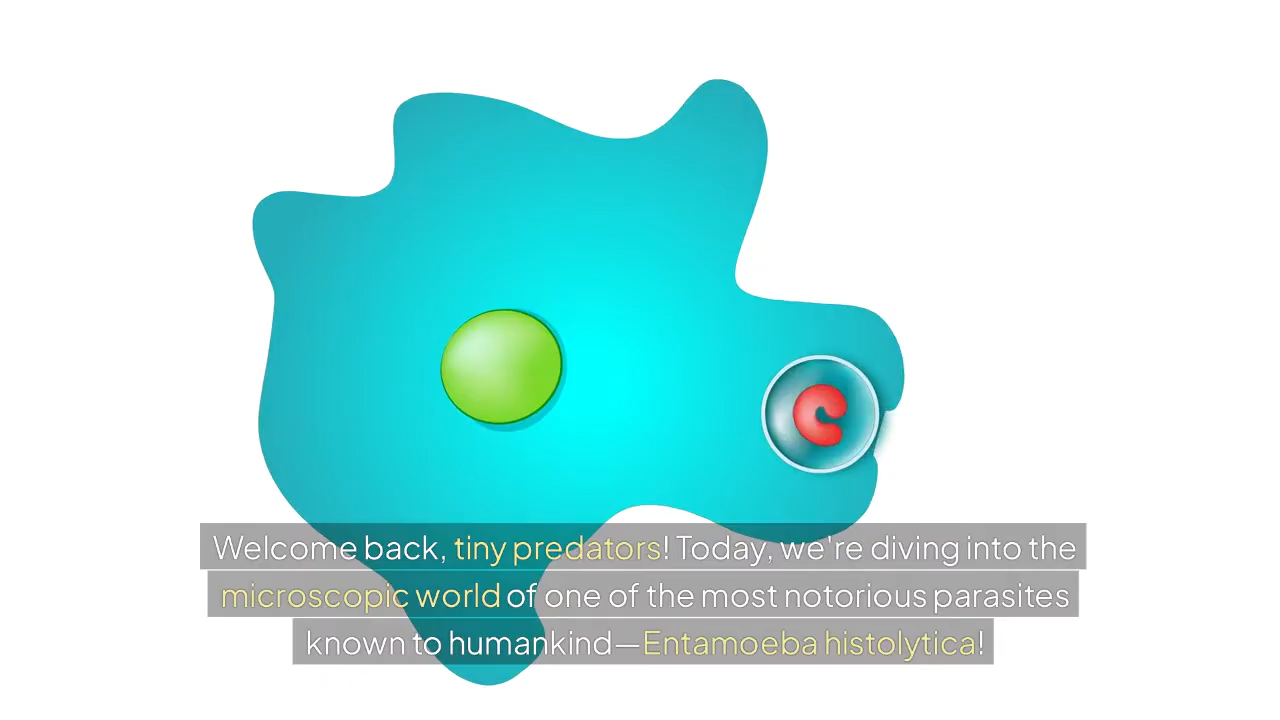 Welcome back, tiny predators! Today, we're diving into the
microscopic world of one of the most notorious parasites
known to humankind—Entamoeba histolytica!